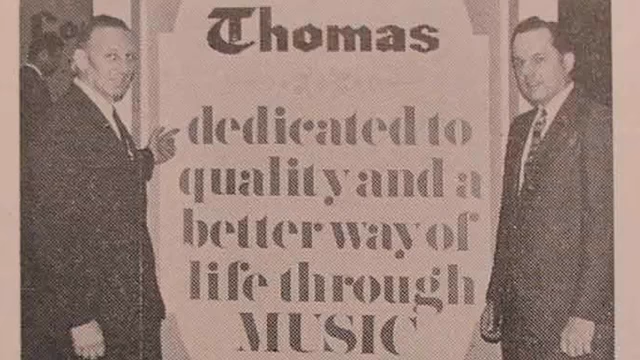 Thomas
dedicated to
quality and a
better way of
life through
MUSIC